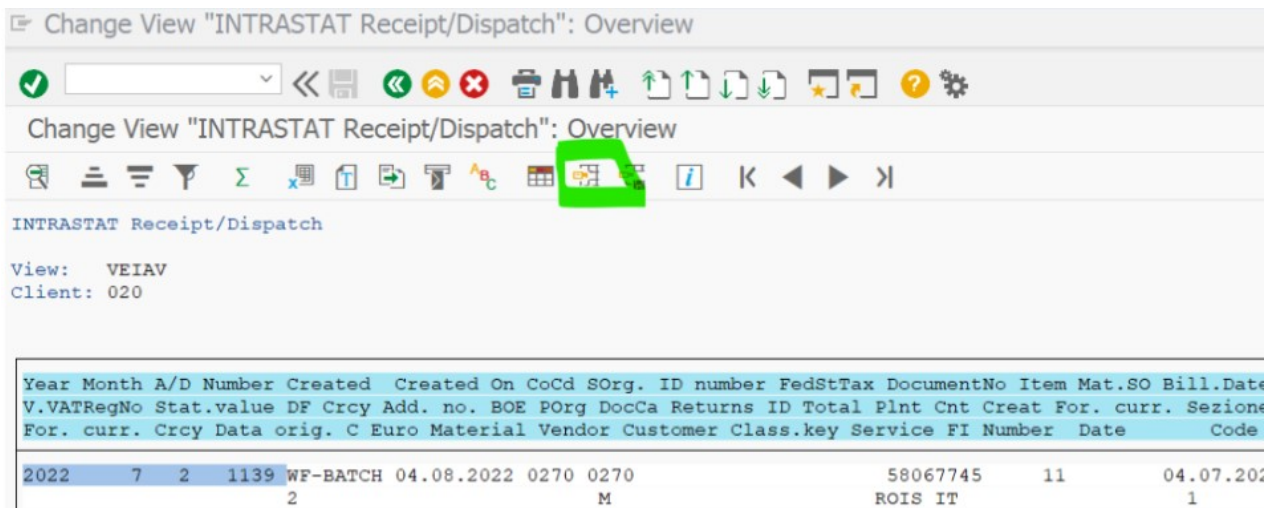 Change View "INTRASTAT Receipt/Dispatch": Overview
Change View "INTRASTAT Receipt/Dispatch": Overview
INTRASTAT Receipt/Dispatch
View: VEIAV
Client: 020
Year Month A/D Number Created Created On CoCd SOrg. ID number FedStTax DocumentNo Item Mat.SO Bill.Date
V.VATRegNo Stat.value DF Crcy Add. no. BOE POrg DocCa Returns ID Total Plnt Cnt Creat For. curr. Sezione
For. curr. Crcy Data orig. C Euro Material Vendor Customer Class.key Service FI Number Date Code
2022 7 2 1139 WF-BATCH 04.08.2022 0270 0270 58067745 11 04.07.202
2 M ROIS IT 1